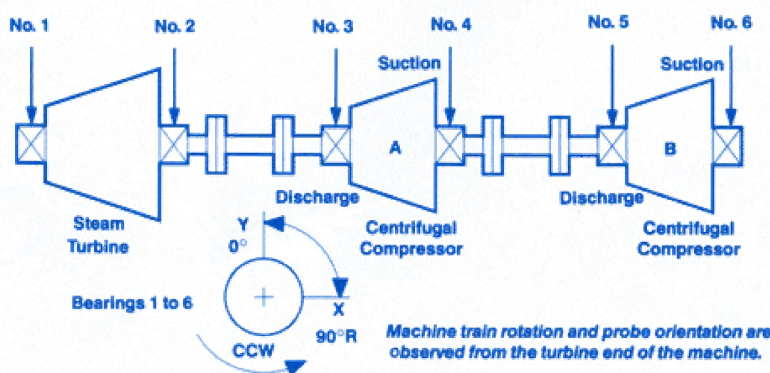 No. 1 No. 2 No. 3 No. 4 No. 5 No. 6
Suction Suction
A B
Discharge Discharge
Steam
Turbine
Centrifugal
Compressor
Centrifugal
Compressor
Y
0°
Bearings 1 to 6
X
90°R
CCW
Machine train rotation and probe orientation are
observed from the turbine end of the machine.